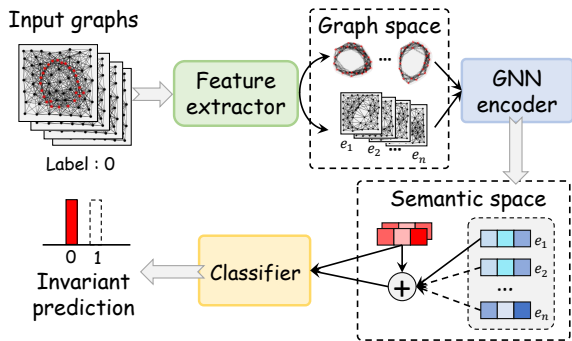 Input graphs
Label : 0
Feature
extractor
Graph space
...
e₁ e₂ ... eₙ
GNN
encoder
Semantic space
e₁
e₂
...
eₙ
+
Classifier
0 1
Invariant
prediction